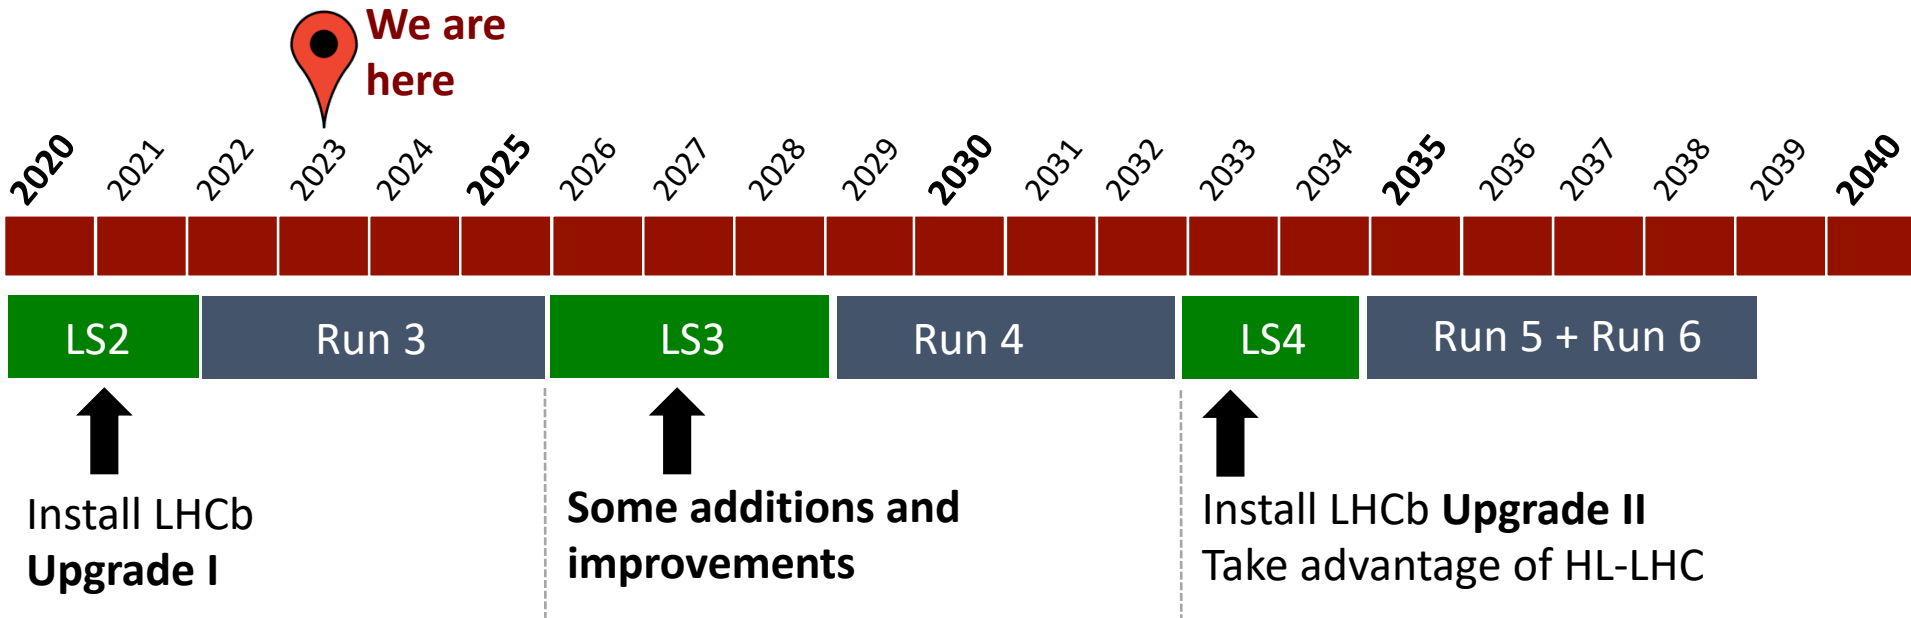 We are
here
2020 2021 2022 2023 2024 2025 2026 2027 2028 2029 2030 2031 2032 2033 2034 2035 2036 2037 2038 2039 2040
LS2 Run 3 LS3 Run 4 LS4 Run 5 + Run 6
Install LHCb
Upgrade I
Some additions and
improvements
Install LHCb Upgrade II
Take advantage of HL-LHC